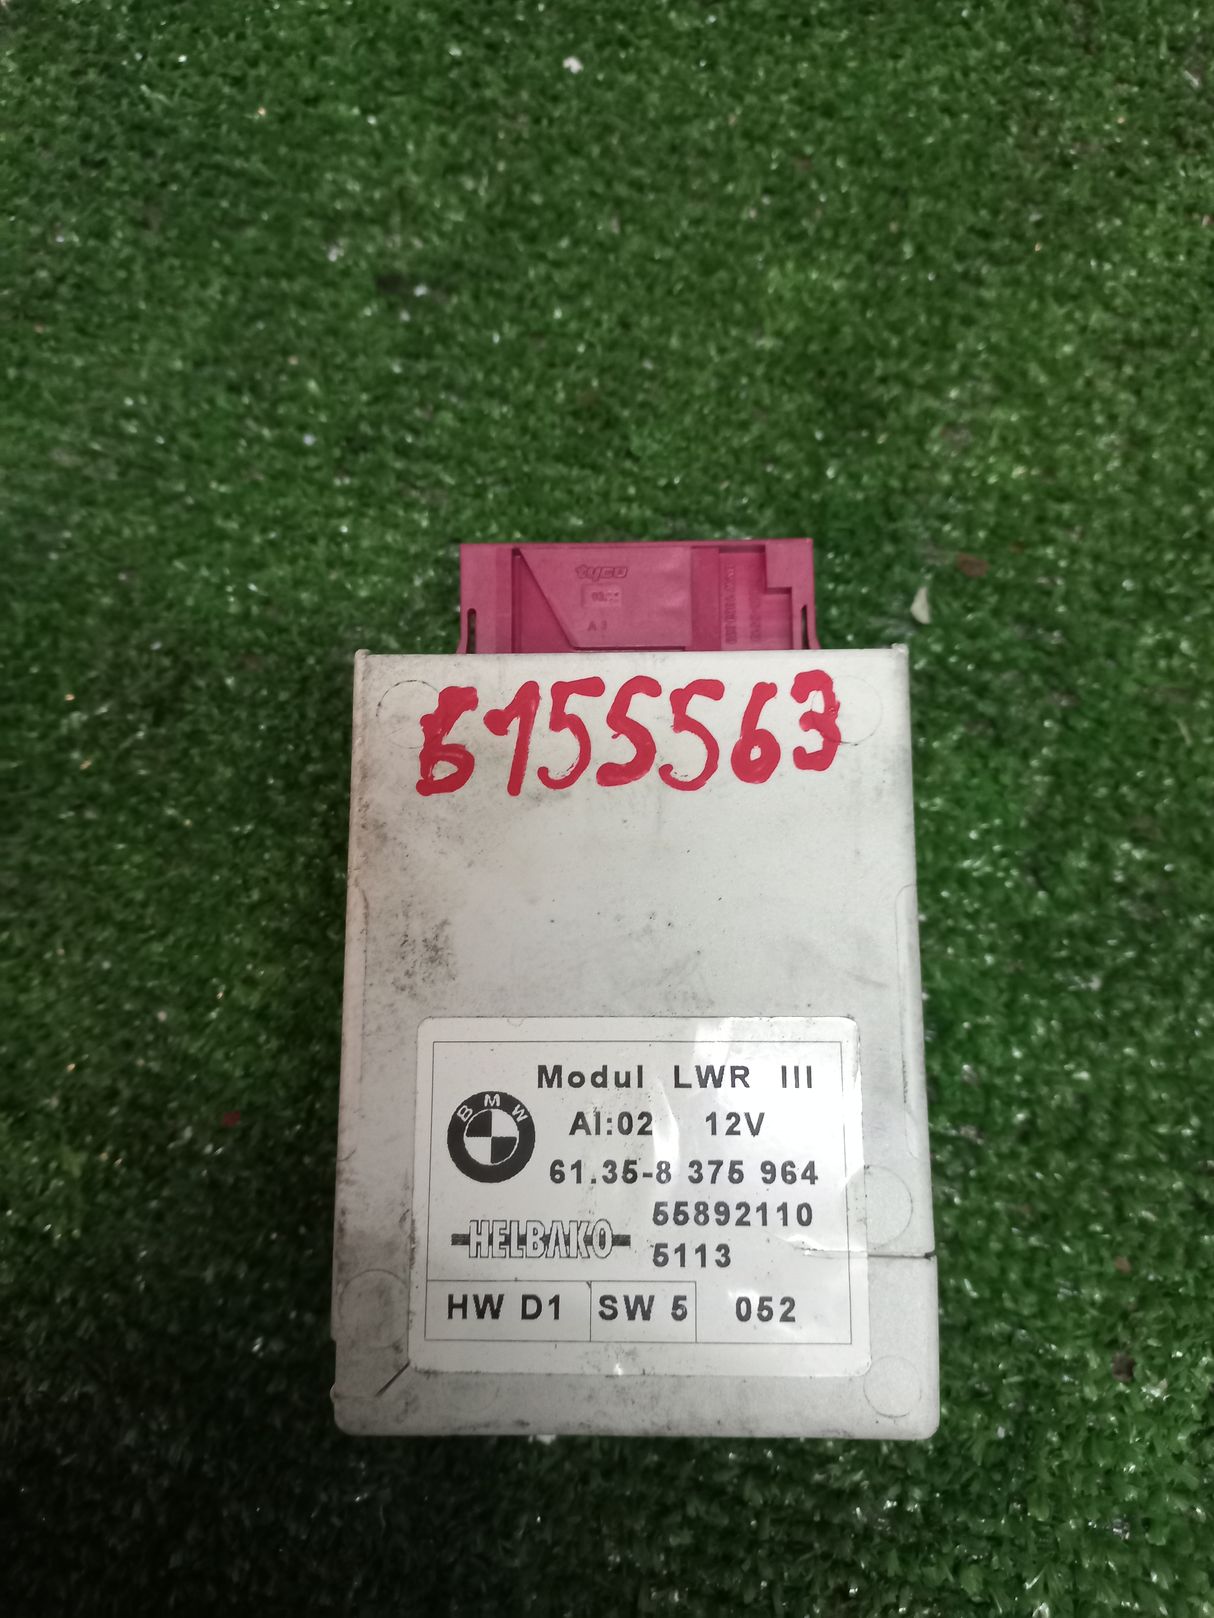 tyco
6155563
Modul LWR III
BMW
AI:02 12V
61.35-8 375 964
55892110
HELBAKO
5113
HW D1 SW 5 052